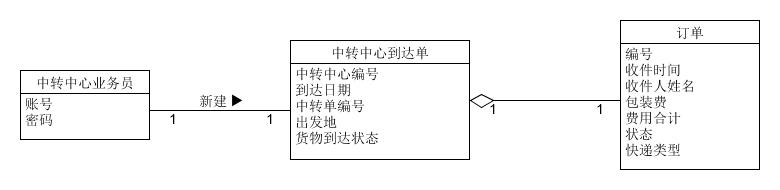 中转中心业务员
账号
密码
新建 ▶
1
1
中转中心到达单
中转中心编号
到达日期
中转单编号
出发地
货物到达状态
1
1
订单
编号
收件时间
收件人姓名
包装费
费用合计
状态
快递类型